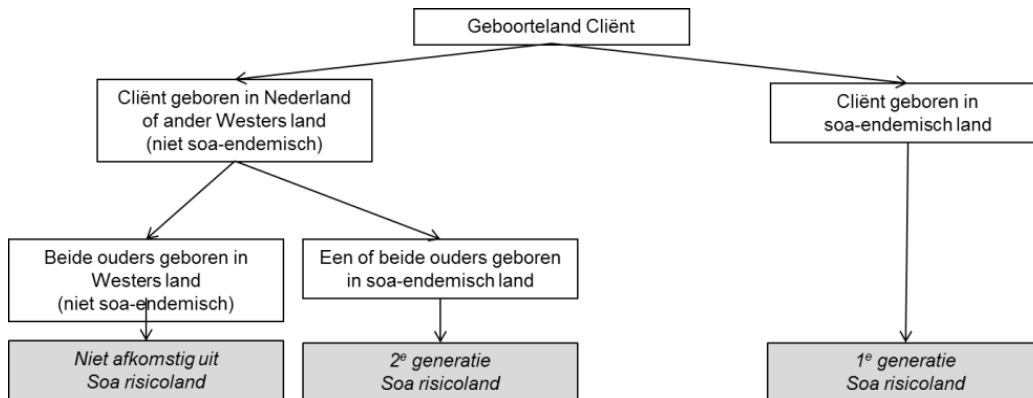 Geboorteland Cliënt
Cliënt geboren in Nederland
of ander Westers land
(niet soa-endemisch)
Cliënt geboren in
soa-endemisch land
Beide ouders geboren in
Westers land
(niet soa-endemisch)
Een of beide ouders geboren
in soa-endemisch land
Niet afkomstig uit
Soa risicoland
2e generatie
Soa risicoland
1e generatie
Soa risicoland